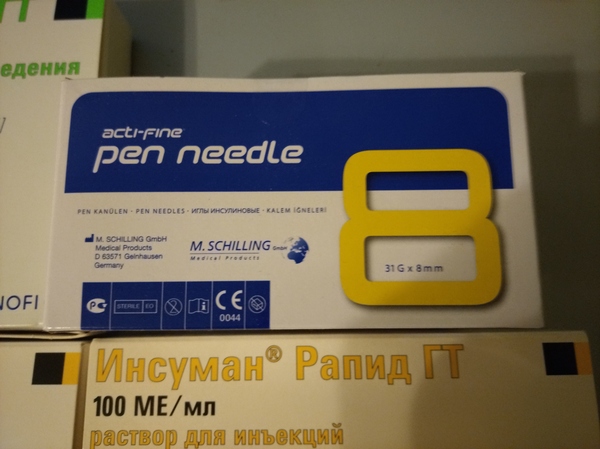 едения
acti-fine®
pen needle
8
PEN KANÜLEN - PEN NEEDLES - ИГЛЫ ИНСУЛИНОВЫЕ - KALEM İĞNELERİ
M. SCHILLING GmbH
Medical Products
D 63571 Gelnhausen
Germany
M. SCHILLING GmbH
Medical Products
31 G x 8 mm
NOFI
STERILE EO
CE
0044
Инсуман® Рапид ГТ
100 МЕ/мл
раствор для инъекций